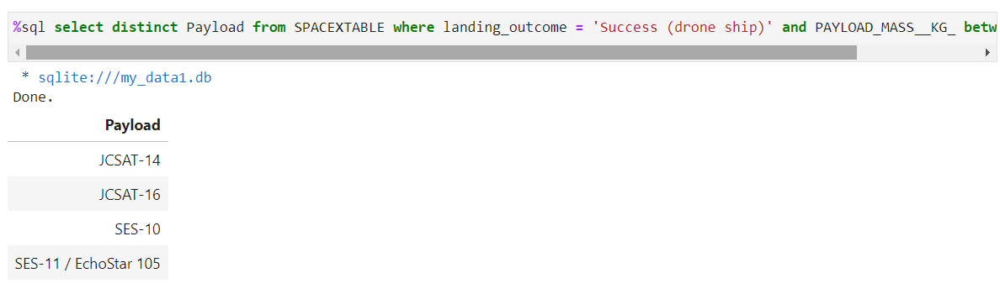 %sql select distinct Payload from SPACEXTABLE where landing_outcome = 'Success (drone ship)' and PAYLOAD_MASS__KG_ betw
* sqlite:///my_data1.db
Done.
Payload
JCSAT-14
JCSAT-16
SES-10
SES-11 / EchoStar 105